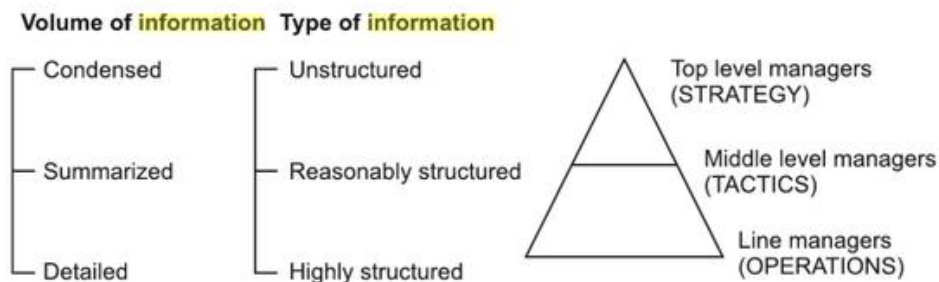 Volume of information Type of information
Condensed Unstructured Top level managers
(STRATEGY)
Summarized Reasonably structured Middle level managers
(TACTICS)
Detailed Highly structured Line managers
(OPERATIONS)